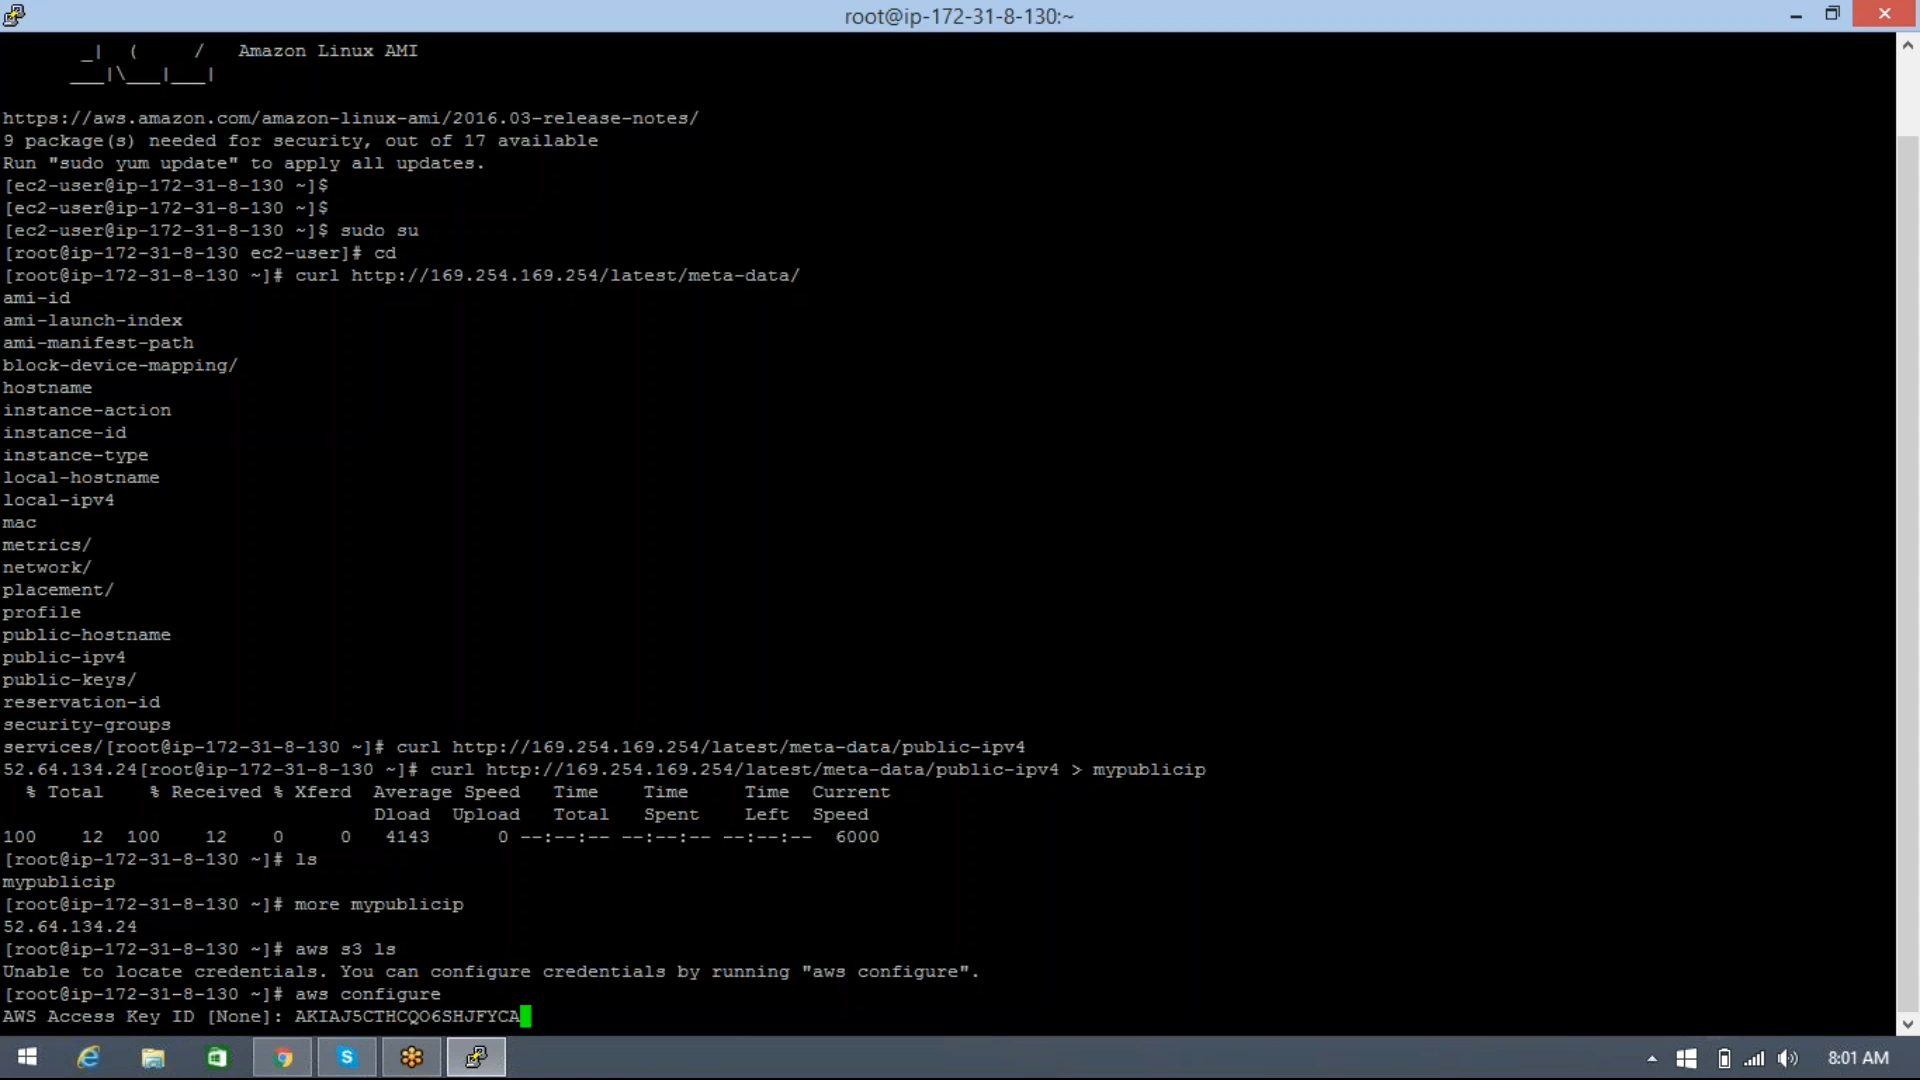 root@ip-172-31-8-130:~
_|  (     /   Amazon Linux AMI
___|\___|___|
https://aws.amazon.com/amazon-linux-ami/2016.03-release-notes/
9 package(s) needed for security, out of 17 available
Run "sudo yum update" to apply all updates.
[ec2-user@ip-172-31-8-130 ~]$
[ec2-user@ip-172-31-8-130 ~]$
[ec2-user@ip-172-31-8-130 ~]$ sudo su
[root@ip-172-31-8-130 ec2-user]# cd
[root@ip-172-31-8-130 ~]# curl http://169.254.169.254/latest/meta-data/
ami-id
ami-launch-index
ami-manifest-path
block-device-mapping/
hostname
instance-action
instance-id
instance-type
local-hostname
local-ipv4
mac
metrics/
network/
placement/
profile
public-hostname
public-ipv4
public-keys/
reservation-id
security-groups
services/[root@ip-172-31-8-130 ~]# curl http://169.254.169.254/latest/meta-data/public-ipv4
52.64.134.24[root@ip-172-31-8-130 ~]# curl http://169.254.169.254/latest/meta-data/public-ipv4 > mypublicip
  % Total    % Received % Xferd  Average Speed   Time    Time     Time  Current
                                 Dload  Upload   Total   Spent    Left  Speed
100    12  100    12    0     0   4143      0 --:--:-- --:--:-- --:--:--  6000
[root@ip-172-31-8-130 ~]# ls
mypublicip
[root@ip-172-31-8-130 ~]# more mypublicip
52.64.134.24
[root@ip-172-31-8-130 ~]# aws s3 ls
Unable to locate credentials. You can configure credentials by running "aws configure".
[root@ip-172-31-8-130 ~]# aws configure
AWS Access Key ID [None]: AKIAJ5CTHCQO6SHJFYCA
8:01 AM